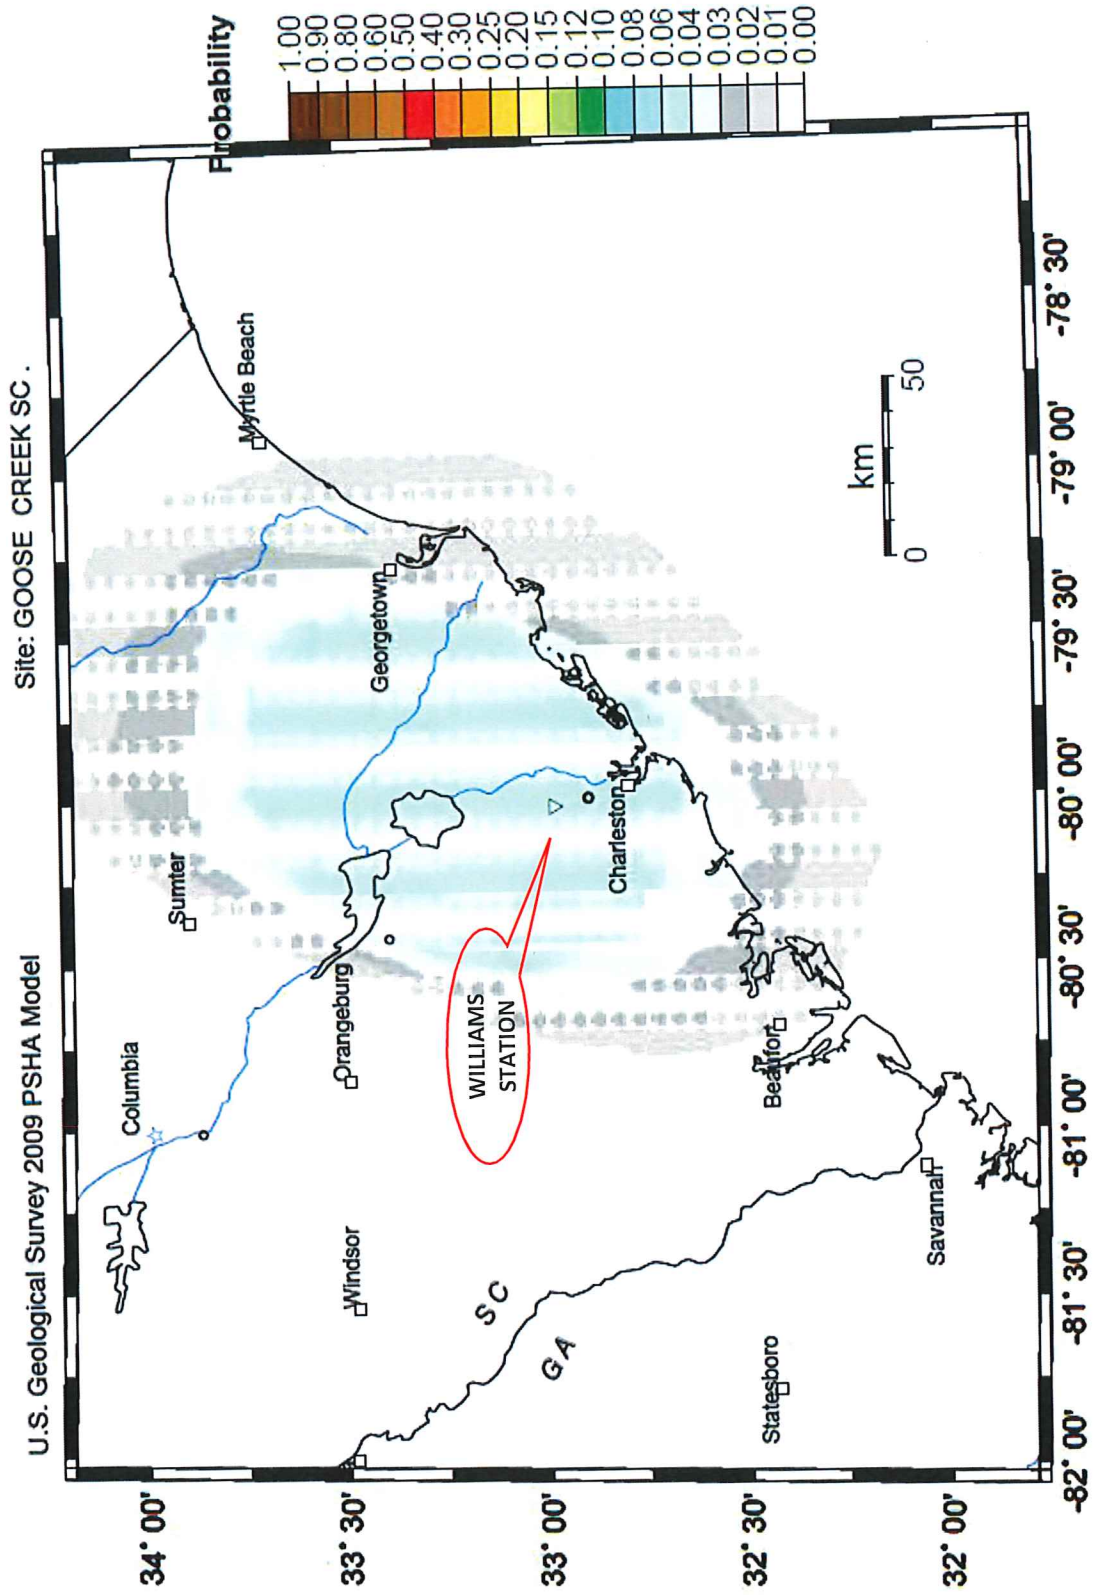 U.S. Geological Survey 2009 PSHA Model
Site: GOOSE CREEK SC .
Probability
1.00
0.90
0.80
0.60
0.50
0.40
0.30
0.25
0.20
0.15
0.12
0.10
0.08
0.06
0.04
0.03
0.02
0.01
0.00
Columbia
Sumter
Myrtle Beach
Windsor
Orangeburg
Georgetown
WILLIAMS
STATION
SC
GA
Charleston
Statesboro
Beaufort
Savannah
km
0
50
34° 00'
33° 30'
33° 00'
32° 30'
32° 00'
-82° 00'
-81° 30'
-81° 00'
-80° 30'
-80° 00'
-79° 30'
-79° 00'
-78° 30'